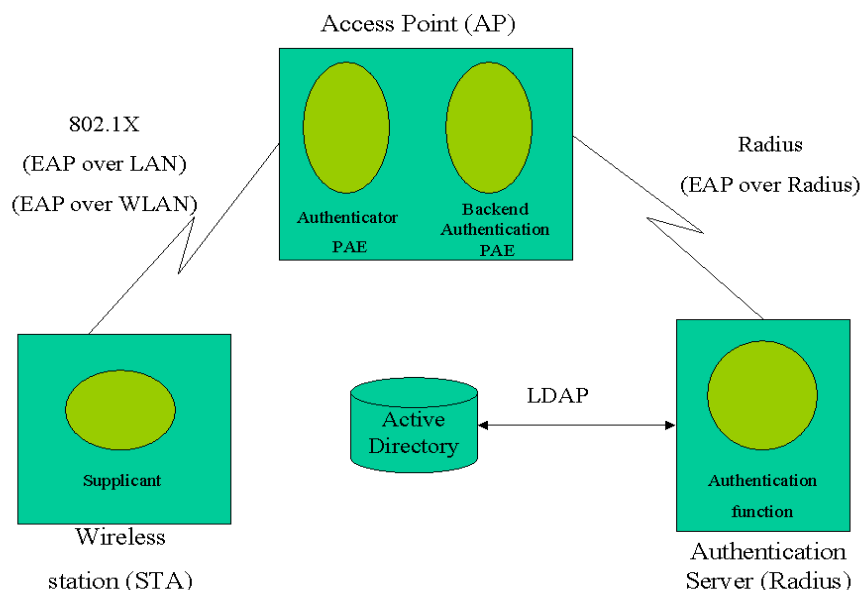 Access Point (AP)
802.1X
(EAP over LAN)
(EAP over WLAN)
Radius
(EAP over Radius)
Authenticator
PAE
Backend
Authentication
PAE
LDAP
Active
Directory
Supplicant
Authentication
function
Wireless
station (STA)
Authentication
Server (Radius)